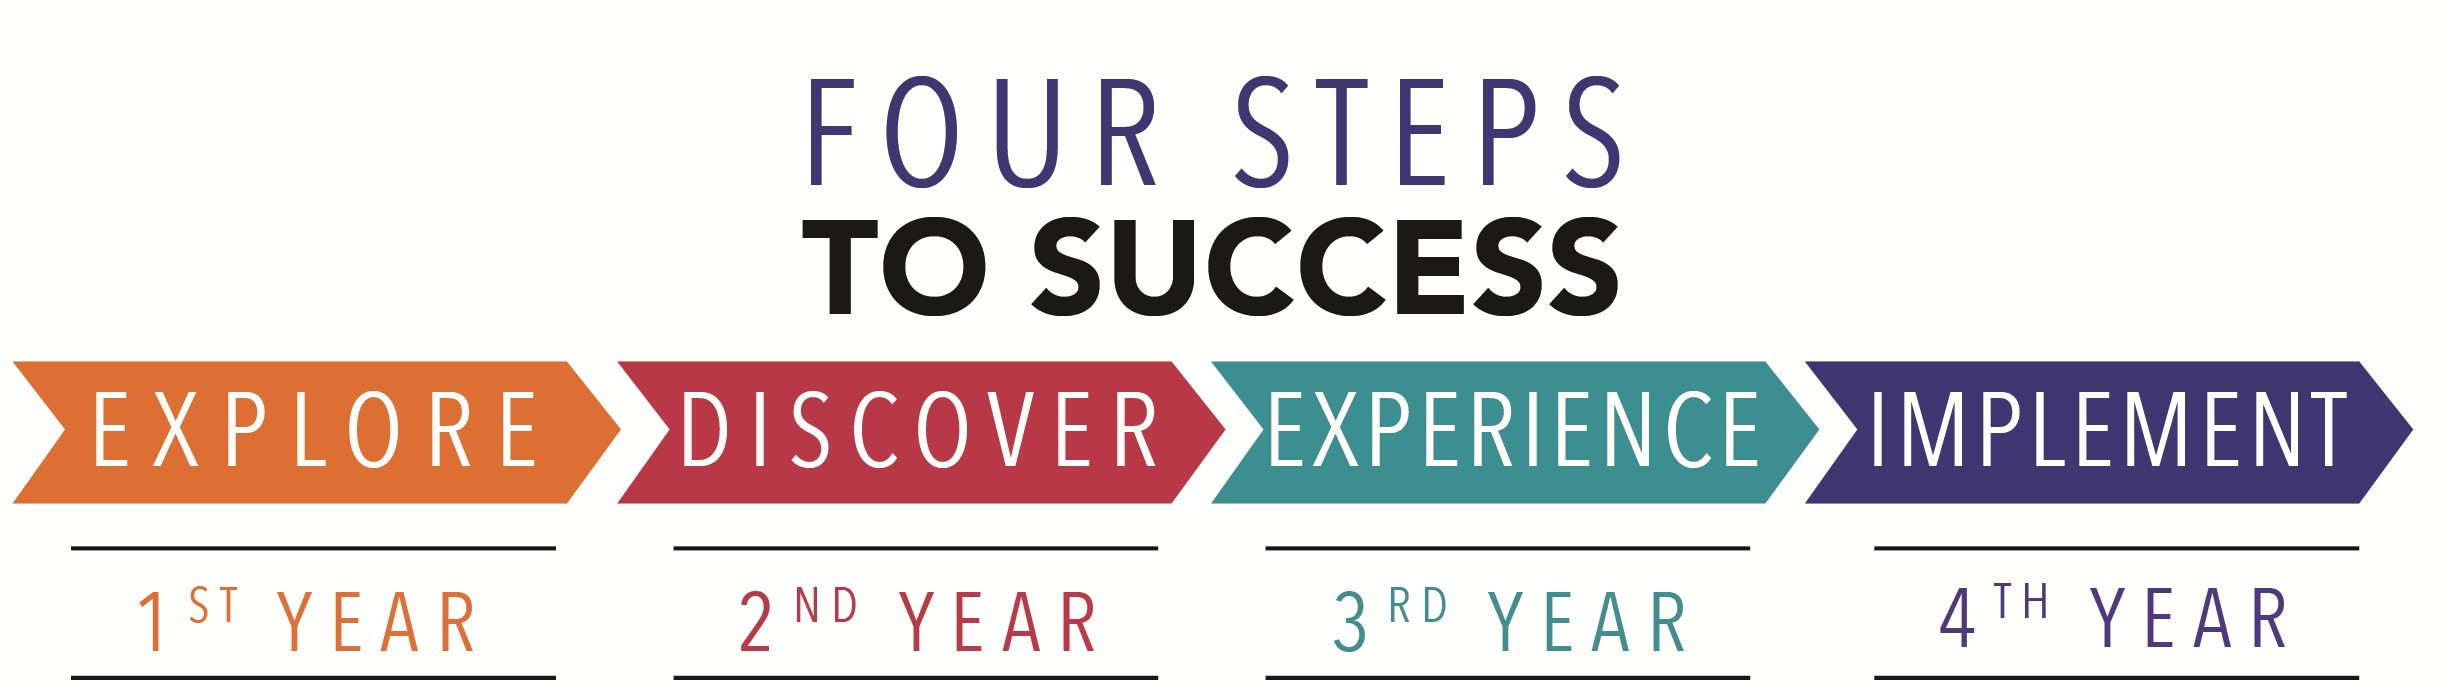 FOUR STEPS
TO SUCCESS
EXPLORE DISCOVER EXPERIENCE IMPLEMENT
1ST YEAR 2ND YEAR 3RD YEAR 4TH YEAR